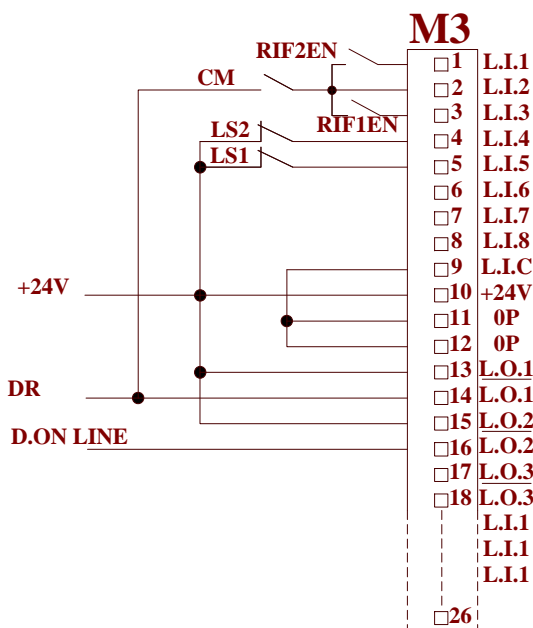 M3
RIF2EN
1 L.I.1
CM
2 L.I.2
3 L.I.3
RIF1EN
LS2
4 L.I.4
LS1
5 L.I.5
6 L.I.6
7 L.I.7
8 L.I.8
9 L.I.C
+24V
10 +24V
11 0P
12 0P
13 L.O.1
DR
14 L.O.1
15 L.O.2
D.ON LINE
16 L.O.2
17 L.O.3
18 L.O.3
L.I.1
L.I.1
L.I.1
26